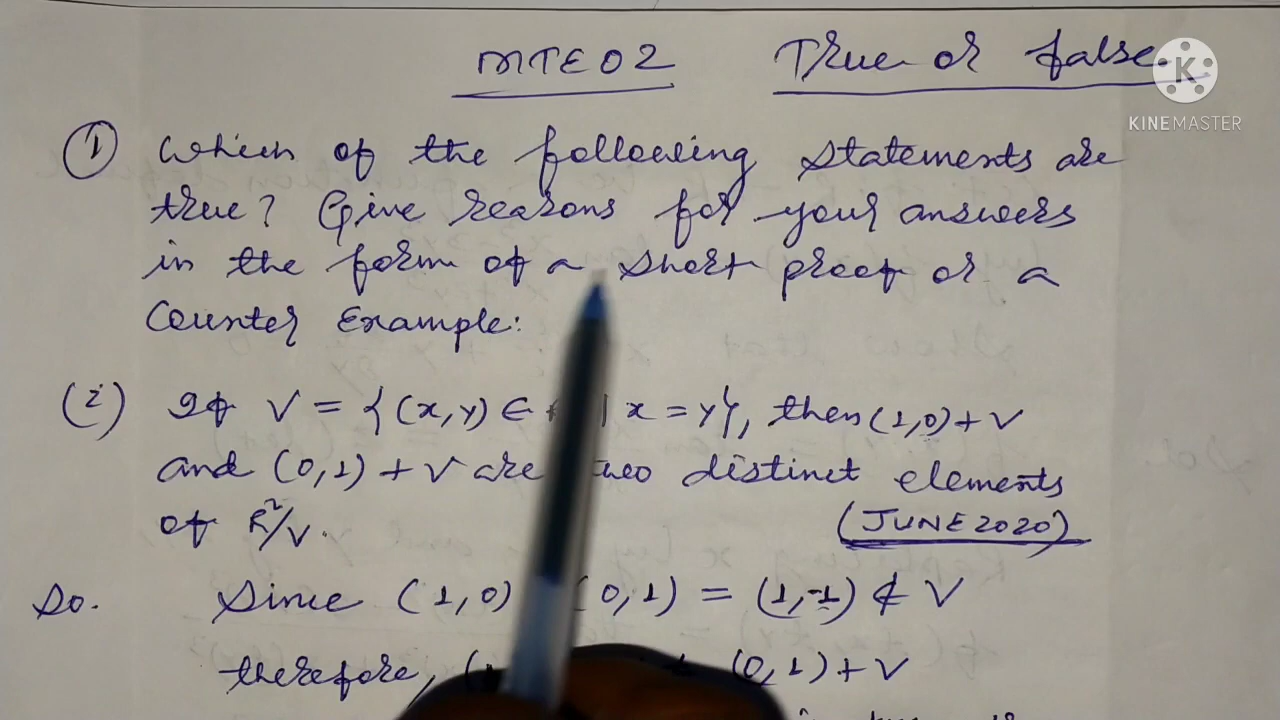 MTE02 True or false.
KINEMASTER
① Which of the following statements are
true? Give reasons for your answers
in the form of a short proof or a
Counter Example:
(i) If V = {(x,y) ∈ | x = y}, then (1,0)+V
and (0,1)+V are two distinct elements
of R²/V.
(JUNE 2020)
So. Since (1,0) (0,1) = (1,-1) ∉ V
therefore, (0,1)+V